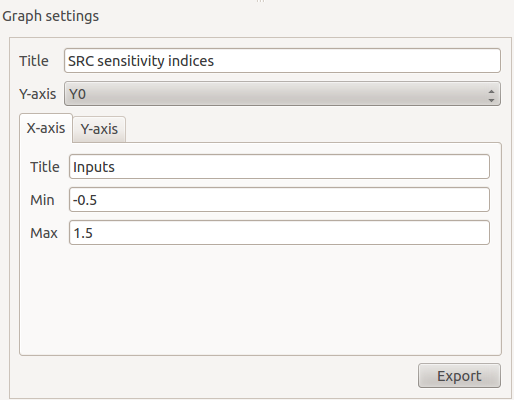 Graph settings
Title SRC sensitivity indices
Y-axis Y0
X-axis Y-axis
Title Inputs
Min -0.5
Max 1.5
Export